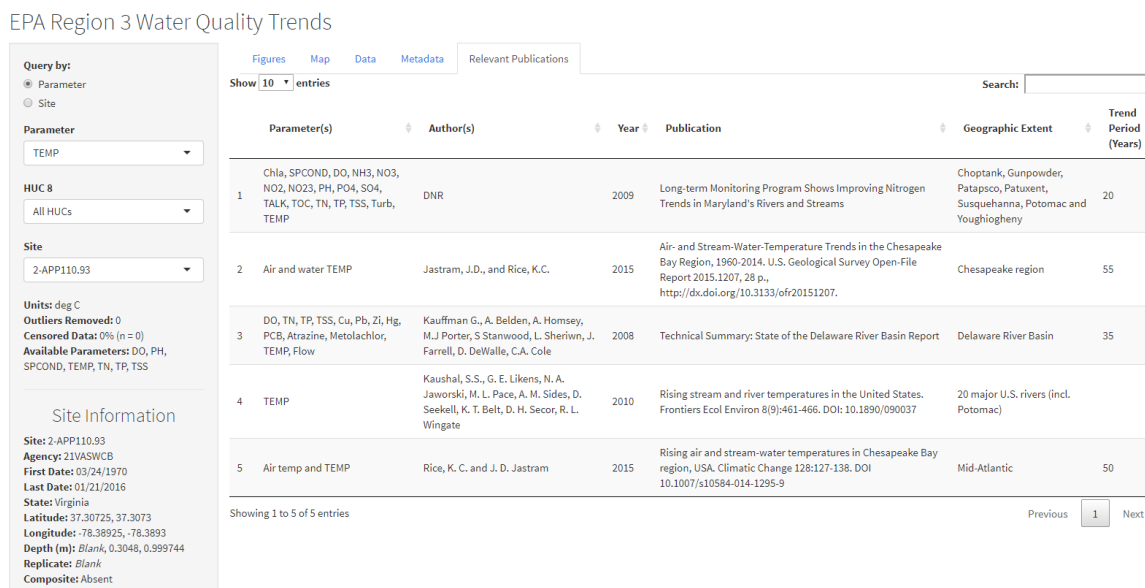 EPA Region 3 Water Quality Trends
Query by:
Parameter
Site
Parameter
TEMP
HUC 8
All HUCs
Site
2-APP110.93
Units: deg C
Outliers Removed: 0
Censored Data: 0% (n = 0)
Available Parameters: DO, PH,
SPCOND, TEMP, TN, TP, TSS
Site Information
Site: 2-APP110.93
Agency: 21VASWCB
First Date: 03/24/1970
Last Date: 01/21/2016
State: Virginia
Latitude: 37.30725, 37.3073
Longitude: -78.38925, -78.3893
Depth (m): Blank, 0.3048, 0.999744
Replicate: Blank
Composite: Absent
Figures Map Data Metadata Relevant Publications
Show 10 entries
Search:
Parameter(s) Author(s) Year Publication Geographic Extent Trend
Period
(Years)
1
Chla, SPCOND, DO, NH3, NO3,
NO2, NO23, PH, PO4, SO4,
TALK, TOC, TN, TP, TSS, Turb,
TEMP
DNR
2009
Long-term Monitoring Program Shows Improving Nitrogen
Trends in Maryland's Rivers and Streams
Choptank, Gunpowder,
Patapsco, Patuxent,
Susquehanna, Potomac and
Youghiogheny
20
2
Air and water TEMP
Jastram, J.D., and Rice, K.C.
2015
Air- and Stream-Water-Temperature Trends in the Chesapeake
Bay Region, 1960-2014. U.S. Geological Survey Open-File
Report 2015.1207, 28 p.,
http://dx.doi.org/10.3133/ofr20151207.
Chesapeake region
55
3
DO, TN, TP, TSS, Cu, Pb, Zi, Hg,
PCB, Atrazine, Metolachlor,
TEMP, Flow
Kauffman G., A. Belden, A. Homsey,
M.J Porter, S Stanwood, L. Sheriwn, J.
Farrell, D. DeWalle, C.A. Cole
2008
Technical Summary: State of the Delaware River Basin Report
Delaware River Basin
35
4
TEMP
Kaushal, S.S., G. E. Likens, N. A.
Jaworski, M. L. Pace, A. M. Sides, D.
Seekell, K. T. Belt, D. H. Secor, R. L.
Wingate
2010
Rising stream and river temperatures in the United States.
Frontiers Ecol Environ 8(9):461-466. DOI: 10.1890/090037
20 major U.S. rivers (incl.
Potomac)
5
Air temp and TEMP
Rice, K. C. and J. D. Jastram
2015
Rising air and stream-water temperatures in Chesapeake Bay
region, USA. Climatic Change 128:127-138. DOI
10.1007/s10584-014-1295-9
Mid-Atlantic
50
Showing 1 to 5 of 5 entries
Previous 1 Next